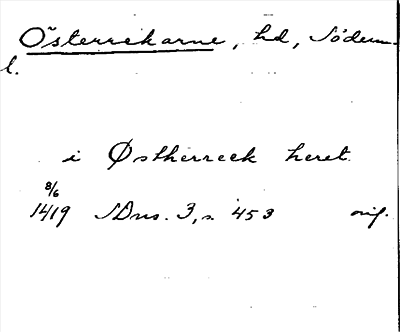 Österrekarne, hd, Söderm-
l.
i Østherreek heret
8/6
1419 SDns. 3, s. 453 orig.